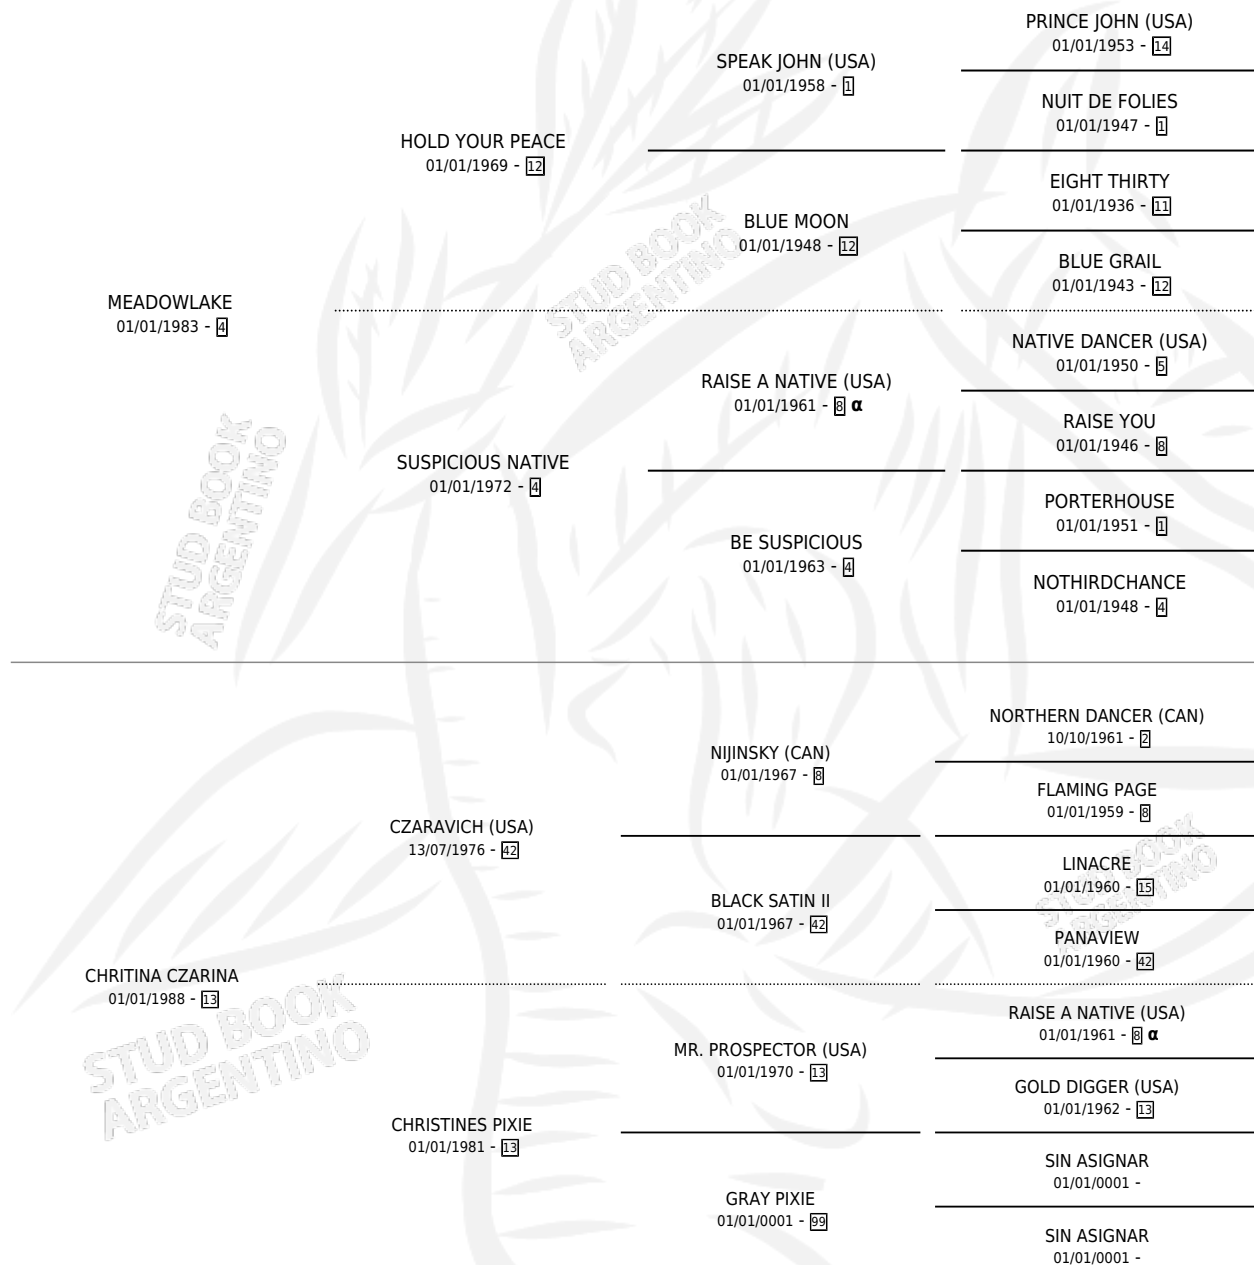 PRINCE JOHN (USA)
01/01/1953 - 14
SPEAK JOHN (USA)
01/01/1958 - 1
NUIT DE FOLIES
01/01/1947 - 1
HOLD YOUR PEACE
01/01/1969 - 12
EIGHT THIRTY
01/01/1936 - 11
BLUE MOON
01/01/1948 - 12
BLUE GRAIL
01/01/1943 - 12
MEADOWLAKE
01/01/1983 - 4
NATIVE DANCER (USA)
01/01/1950 - 5
RAISE A NATIVE (USA)
01/01/1961 - 8 α
RAISE YOU
01/01/1946 - 8
SUSPICIOUS NATIVE
01/01/1972 - 4
PORTERHOUSE
01/01/1951 - 1
BE SUSPICIOUS
01/01/1963 - 4
NOTHIRDCHANCE
01/01/1948 - 4
STUD BOOK
ARGENTINO
STUD BOOK
ARGENTINO
NORTHERN DANCER (CAN)
10/10/1961 - 2
NIJINSKY (CAN)
01/01/1967 - 8
FLAMING PAGE
01/01/1959 - 8
CZARAVICH (USA)
13/07/1976 - 42
LINACRE
01/01/1960 - 15
BLACK SATIN II
01/01/1967 - 42
PANAVIEW
01/01/1960 - 42
CHRITINA CZARINA
01/01/1988 - 13
RAISE A NATIVE (USA)
01/01/1961 - 8 α
MR. PROSPECTOR (USA)
01/01/1970 - 13
GOLD DIGGER (USA)
01/01/1962 - 13
CHRISTINES PIXIE
01/01/1981 - 13
SIN ASIGNAR
01/01/0001 -
GRAY PIXIE
01/01/0001 - 99
SIN ASIGNAR
01/01/0001 -
STUD BOOK
ARGENTINO
STUD BOOK
ARGENTINO